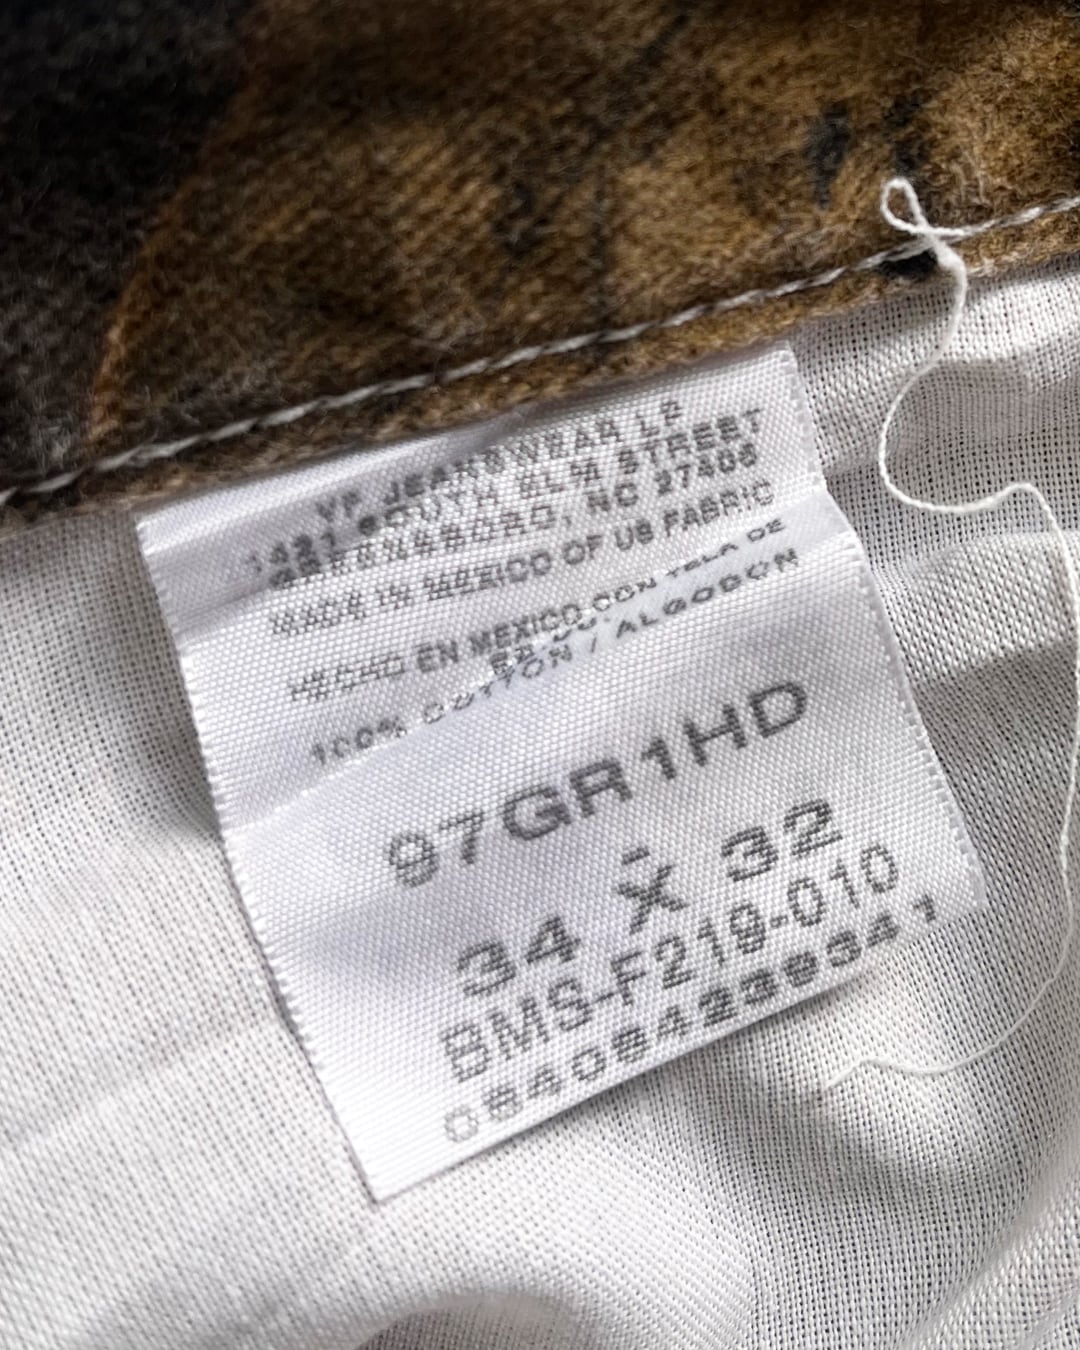 VF JEANSWEAR LP
1421 SOUTH ELM STREET
GREENSBORO, NC 27406
MADE IN MEXICO OF US FABRIC
HECHO EN MEXICO CON TELA DE
EE. UU.
100% COTTON / ALGODON
97GR1HD
34 X 32
BMS-F219-010